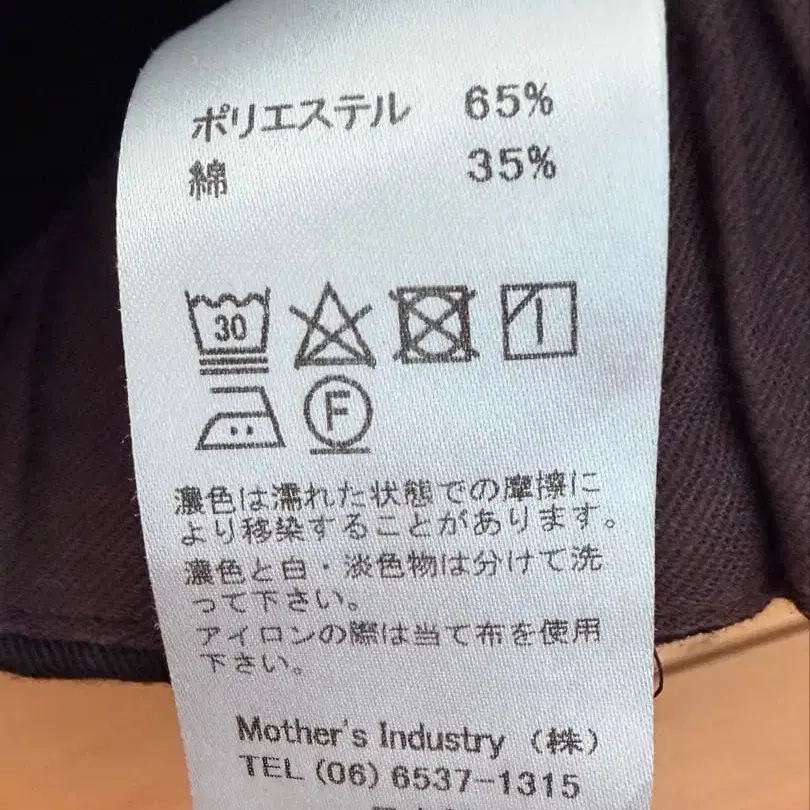 ポリエステル 65%
綿 35%
30
F
濃色は濡れた状態での摩擦に
より移染することがあります。
濃色と白・淡色物は分けて洗
って下さい。
アイロンの際は当て布を使用
下さい。
Mother's Industry （株）
TEL (06) 6537-1315